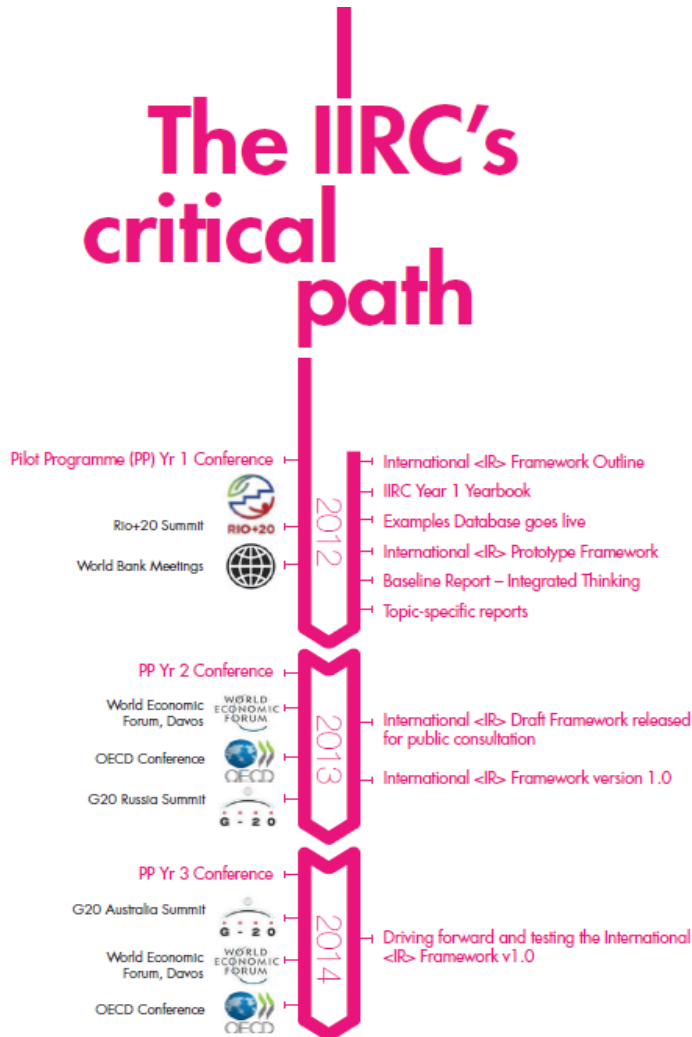 The IIRC's
critical
path
Pilot Programme (PP) Yr 1 Conference
RIO+20
Rio+20 Summit
World Bank Meetings
2012
International <IR> Framework Outline
IIRC Year 1 Yearbook
Examples Database goes live
International <IR> Prototype Framework
Baseline Report – Integrated Thinking
Topic-specific reports
PP Yr 2 Conference
World Economic
Forum, Davos
WORLD
ECONOMIC
FORUM
OECD Conference
OECD
G20 Russia Summit
G - 20
2013
International <IR> Draft Framework released
for public consultation
International <IR> Framework version 1.0
PP Yr 3 Conference
G20 Australia Summit
G - 20
World Economic
Forum, Davos
WORLD
ECONOMIC
FORUM
OECD Conference
OECD
2014
Driving forward and testing the International
<IR> Framework v1.0